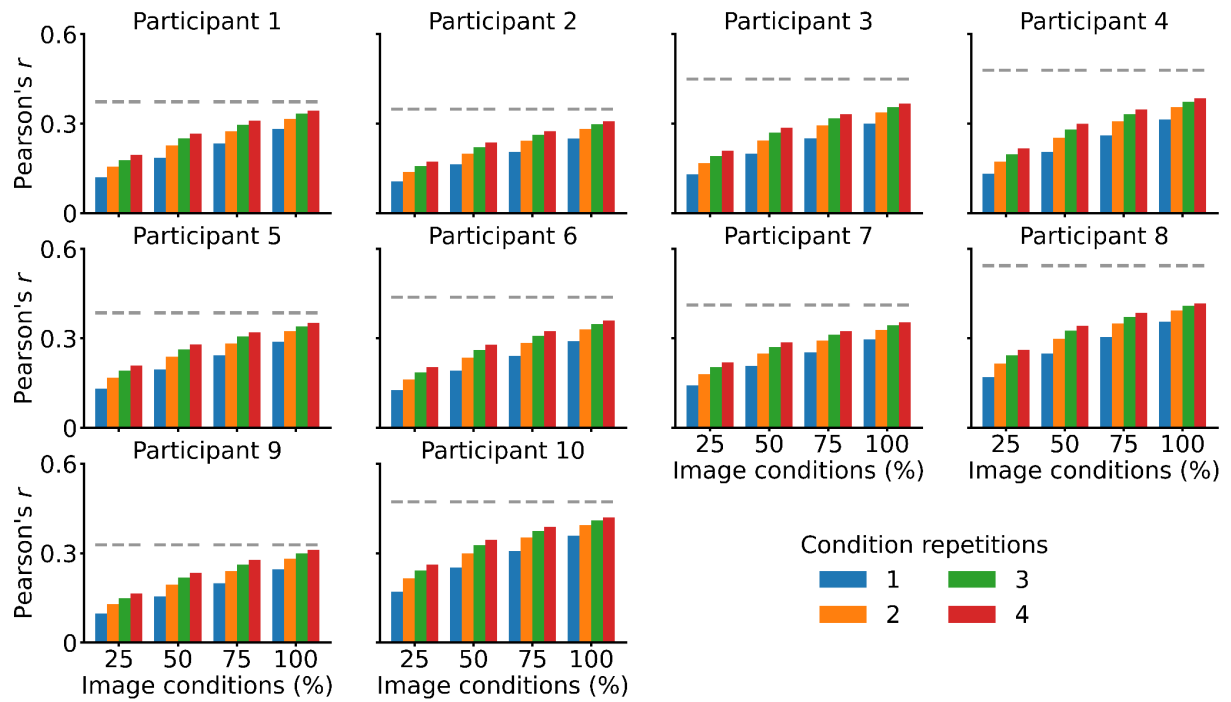 Participant 1
Participant 2
Participant 3
Participant 4
0.6
0.3
0
Pearson's r
Participant 5
Participant 6
Participant 7
Participant 8
0.6
0.3
0
Pearson's r
25 50 75 100
Image conditions (%)
25 50 75 100
Image conditions (%)
Participant 9
Participant 10
0.6
0.3
0
Pearson's r
25 50 75 100
Image conditions (%)
25 50 75 100
Image conditions (%)
Condition repetitions
1 3
2 4